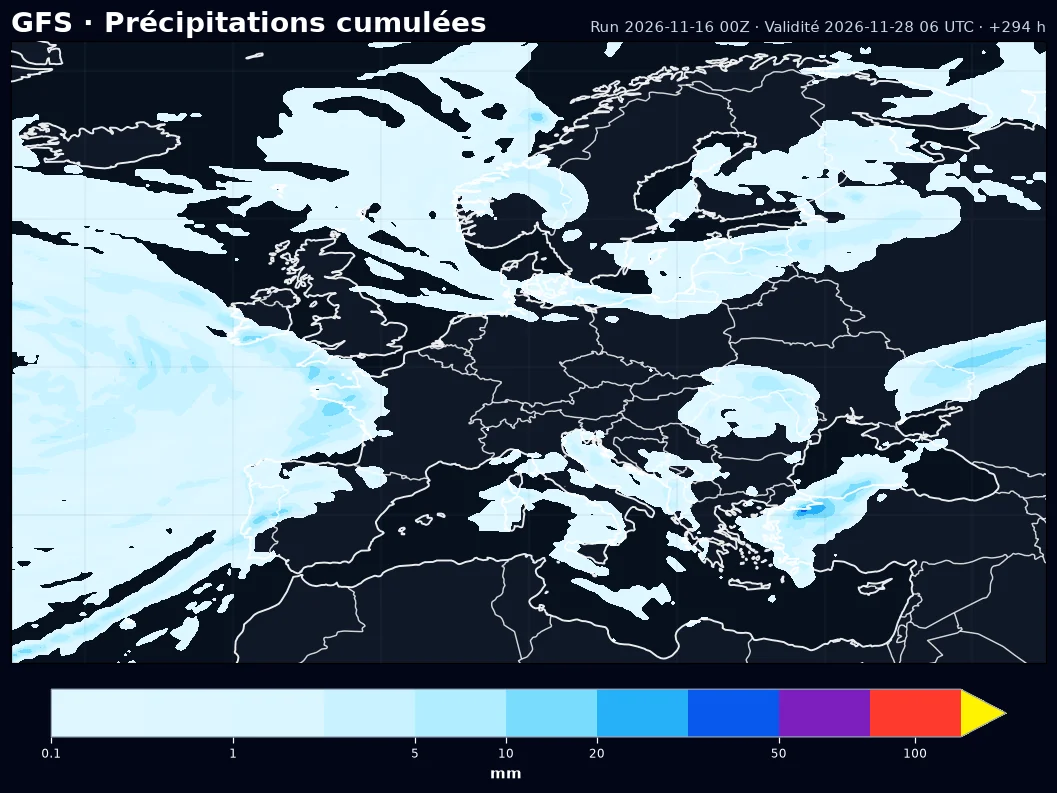 GFS · Précipitations cumulées
Run 2026-11-16 00Z · Validité 2026-11-28 06 UTC · +294 h
0.1 1 5 10 20 50 100
mm